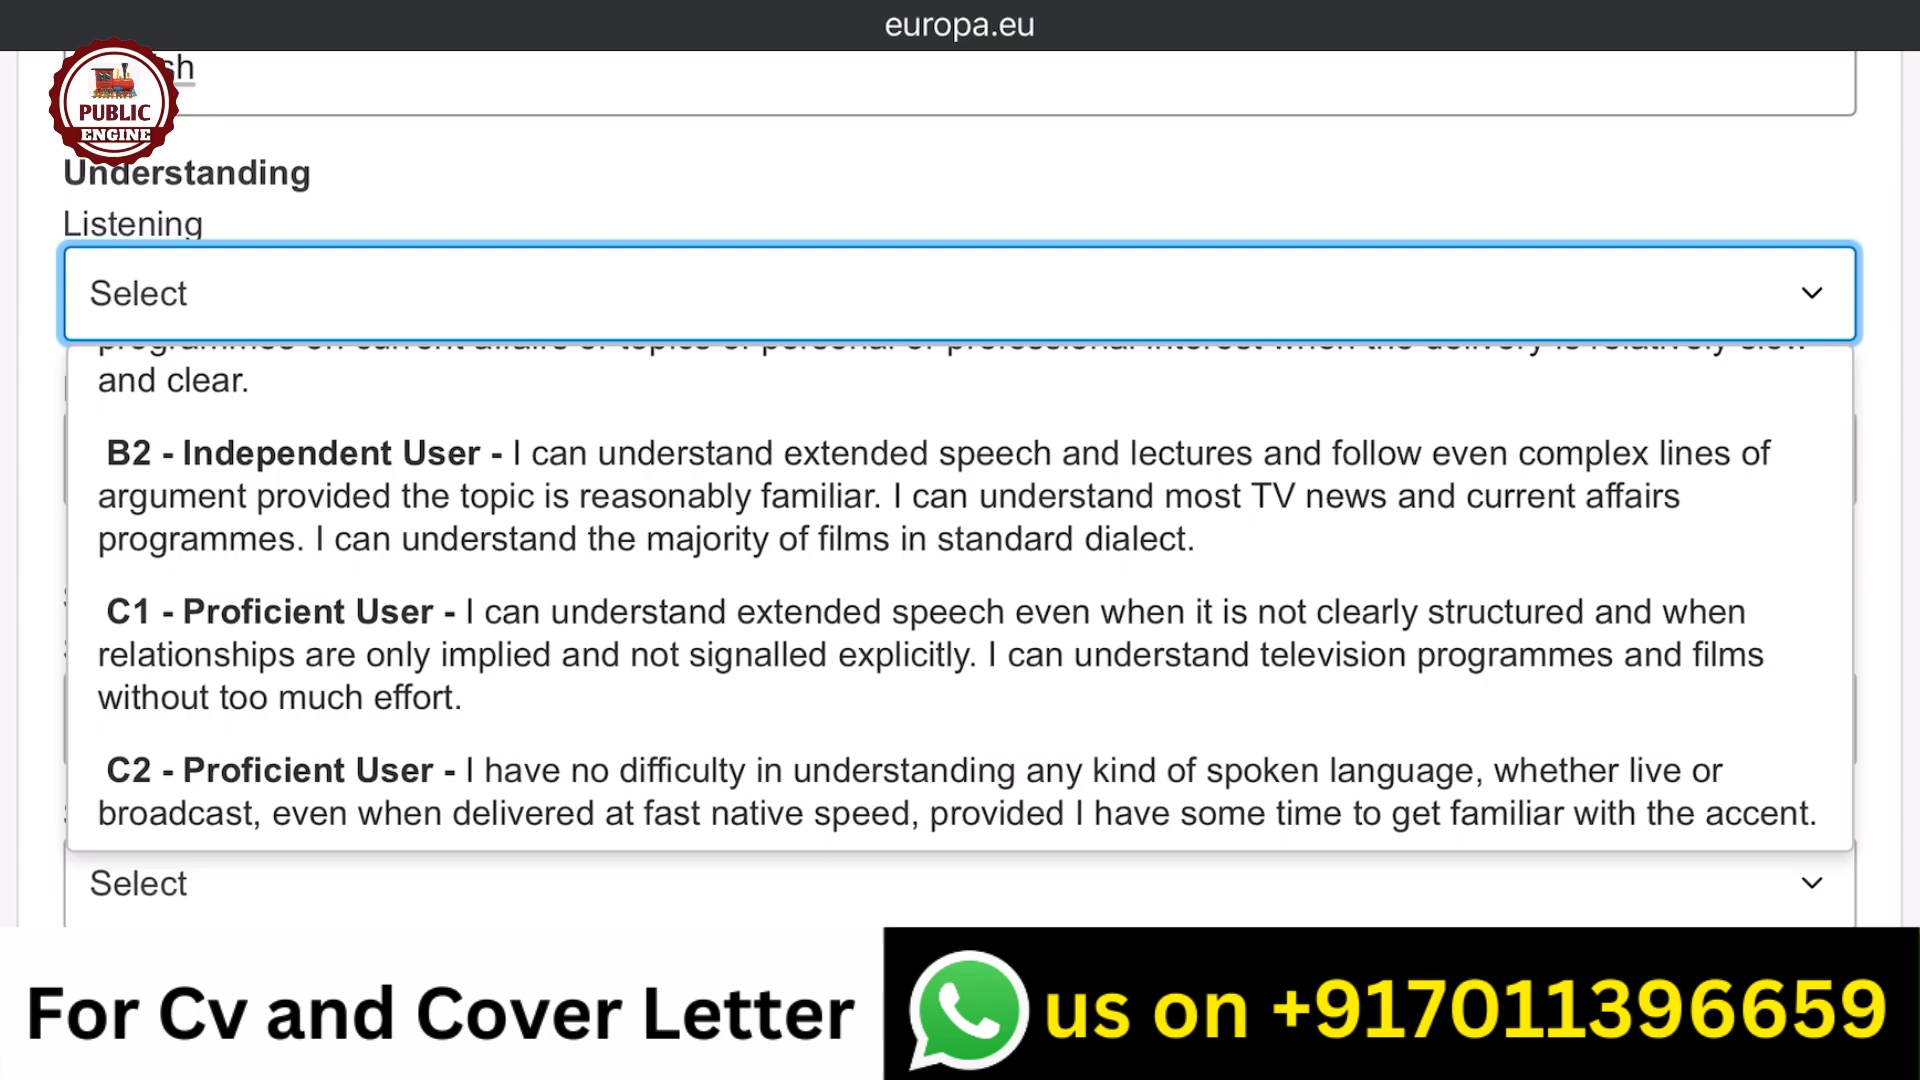 europa.eu
PUBLIC
ENGINE
Understanding
Listening
Select
and clear.
B2 - Independent User - I can understand extended speech and lectures and follow even complex lines of
argument provided the topic is reasonably familiar. I can understand most TV news and current affairs
programmes. I can understand the majority of films in standard dialect.
C1 - Proficient User - I can understand extended speech even when it is not clearly structured and when
relationships are only implied and not signalled explicitly. I can understand television programmes and films
without too much effort.
C2 - Proficient User - I have no difficulty in understanding any kind of spoken language, whether live or
broadcast, even when delivered at fast native speed, provided I have some time to get familiar with the accent.
Select
For Cv and Cover Letter
us on +917011396659